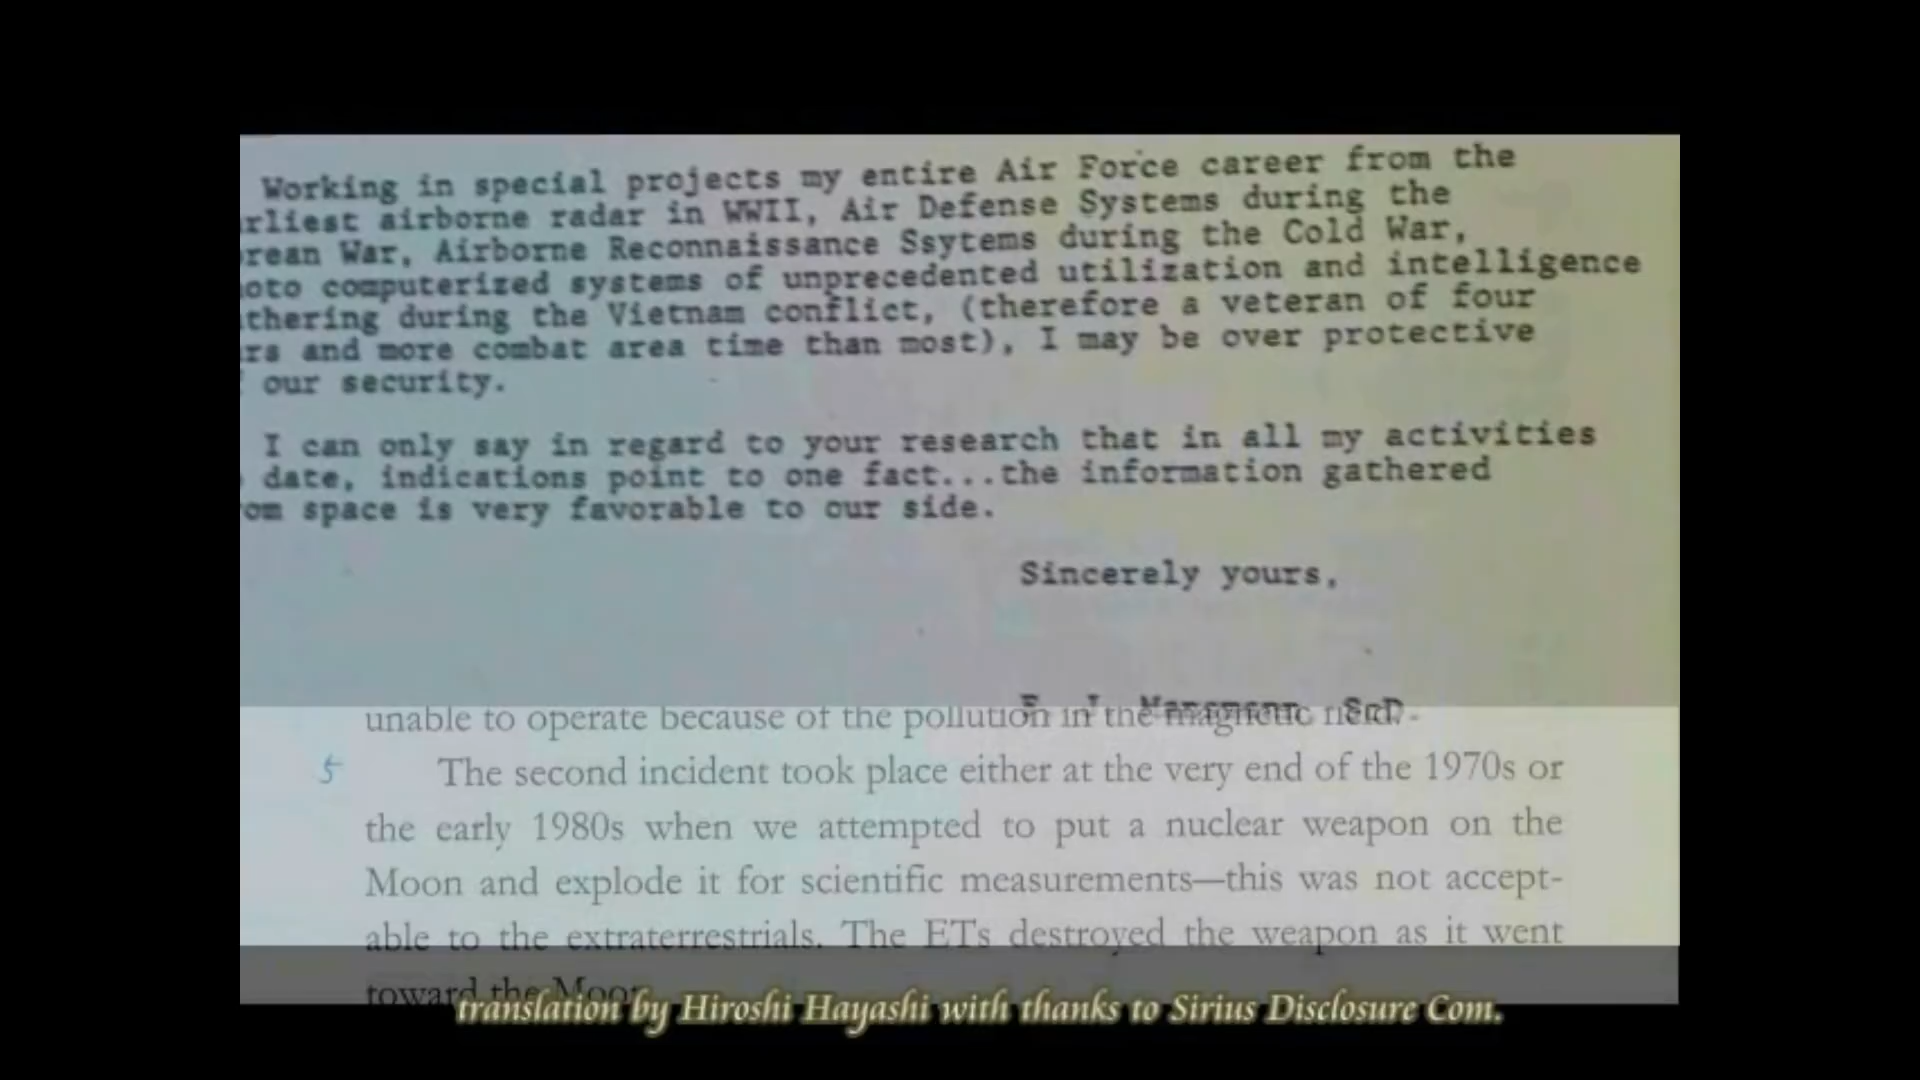 Working in special projects my entire Air Force career from the
rliest airborne radar in WWII, Air Defense Systems during the
rean War, Airborne Reconnaissance Ssytems during the Cold War,
oto computerized systems of unprecedented utilization and intelligence
thering during the Vietnam conflict, (therefore a veteran of four
rs and more combat area time than most), I may be over protective
our security.
I can only say in regard to your research that in all my activities
date, indications point to one fact...the information gathered
om space is very favorable to our side.
Sincerely yours,
unable to operate because of the pollution in the magnetic
5
The second incident took place either at the very end of the 1970s or
the early 1980s when we attempted to put a nuclear weapon on the
Moon and explode it for scientific measurements—this was not accept-
able to the extraterrestrials. The ETs destroyed the weapon as it went
toward the Moon
translation by Hiroshi Hayashi with thanks to Sirius Disclosure Com.